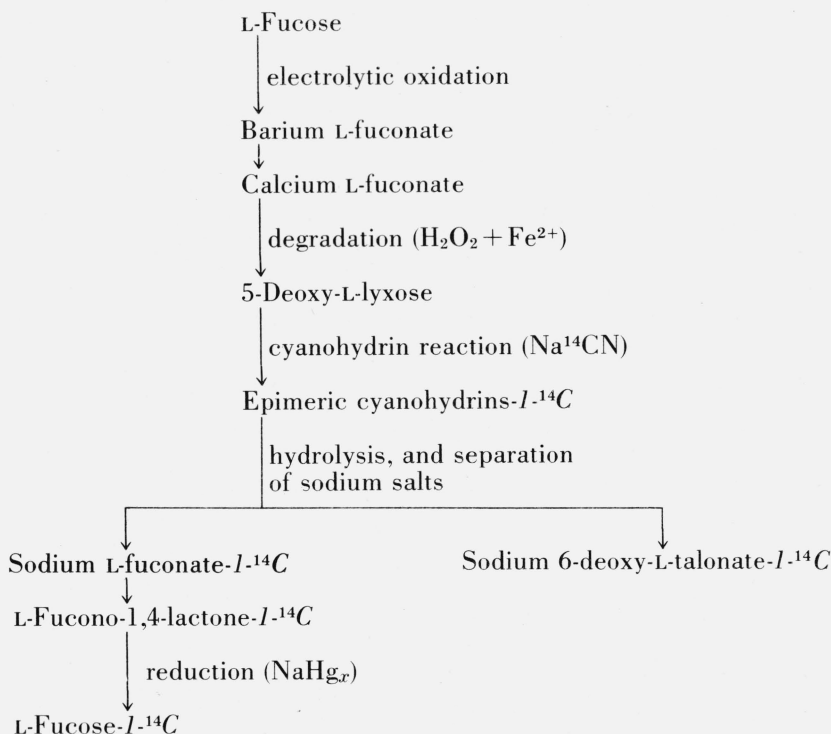 L-Fucose
electrolytic oxidation
Barium L-fuconate
Calcium L-fuconate
degradation (H₂O₂ + Fe²⁺)
5-Deoxy-L-lyxose
cyanohydrin reaction (Na¹⁴CN)
Epimeric cyanohydrins-1-¹⁴C
hydrolysis, and separation
of sodium salts
Sodium L-fuconate-1-¹⁴C
Sodium 6-deoxy-L-talonate-1-¹⁴C
L-Fucono-1,4-lactone-1-¹⁴C
reduction (NaHgₓ)
L-Fucose-1-¹⁴C